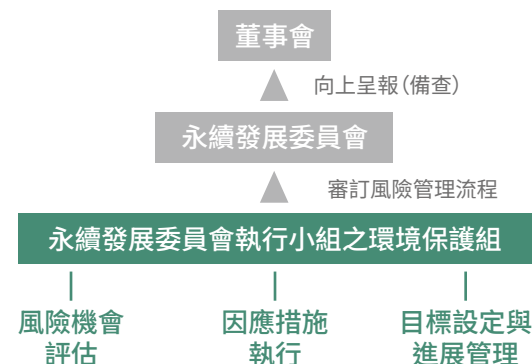 董事會
向上呈報（備查）
永續發展委員會
審訂風險管理流程
永續發展委員會執行小組之環境保護組
風險機會
評估
因應措施
執行
目標設定與
進展管理